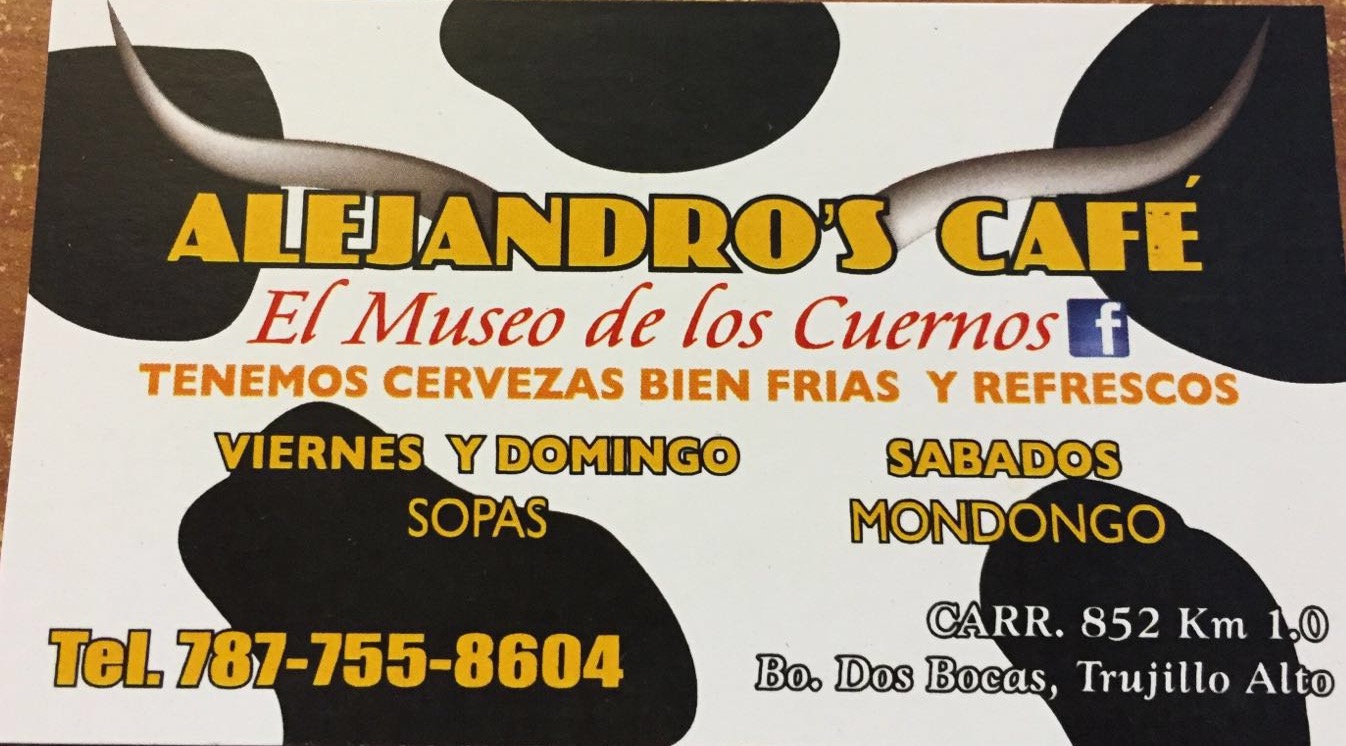 ALEJANDRO'S CAFÉ
El Museo de los Cuernos f
TENEMOS CERVEZAS BIEN FRIAS Y REFRESCOS
VIERNES Y DOMINGO
SOPAS
SABADOS
MONDONGO
Tel. 787-755-8604
CARR. 852 Km 1.0
Bo. Dos Bocas, Trujillo Alto